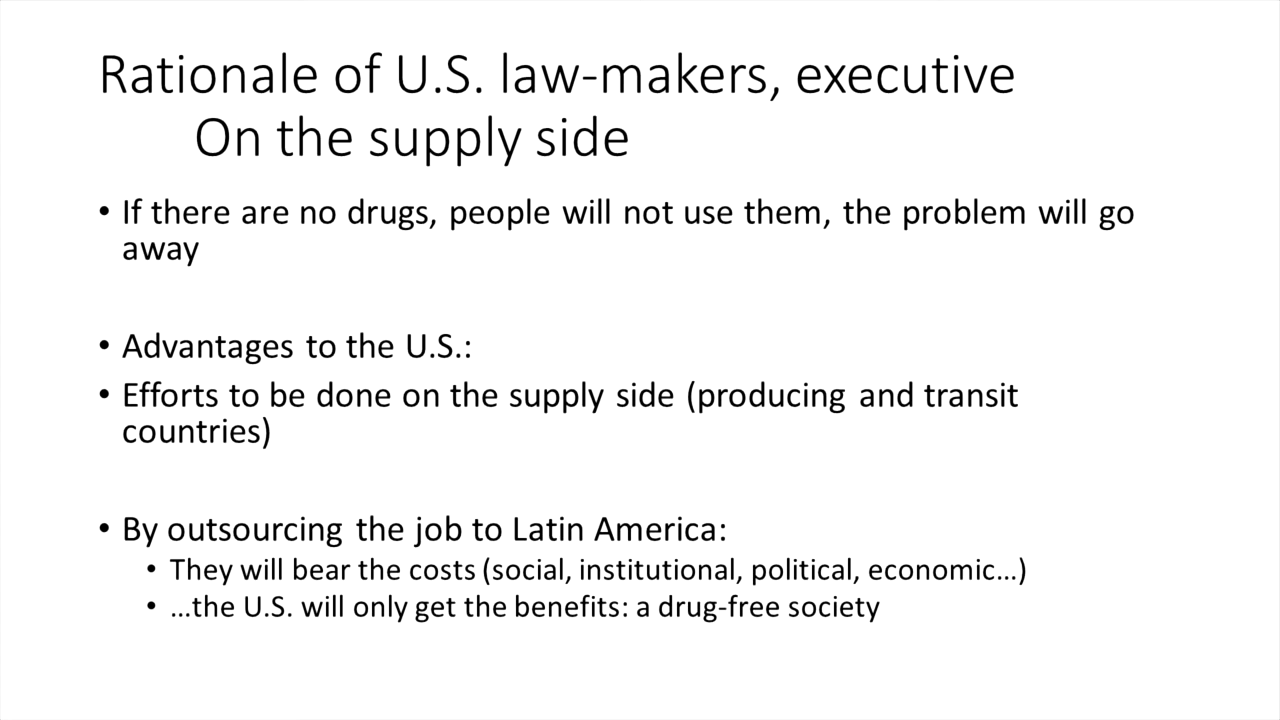 Rationale of U.S. law-makers, executive
On the supply side
• If there are no drugs, people will not use them, the problem will go
away
• Advantages to the U.S.:
• Efforts to be done on the supply side (producing and transit
countries)
• By outsourcing the job to Latin America:
• They will bear the costs (social, institutional, political, economic…)
• …the U.S. will only get the benefits: a drug-free society